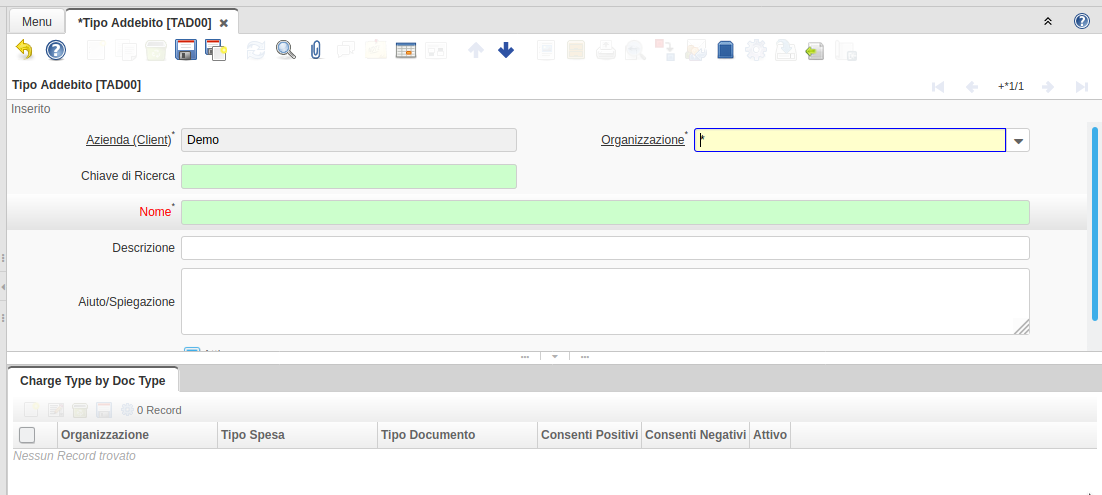 Menu *Tipo Addebito [TAD00]
Tipo Addebito [TAD00] +*1/1
Inserito
Azienda (Client)* Demo Organizzazione* *
Chiave di Ricerca
Nome*
Descrizione
Aiuto/Spiegazione
Charge Type by Doc Type
0 Record
Organizzazione Tipo Spesa Tipo Documento Consenti Positivi Consenti Negativi Attivo
Nessun Record trovato